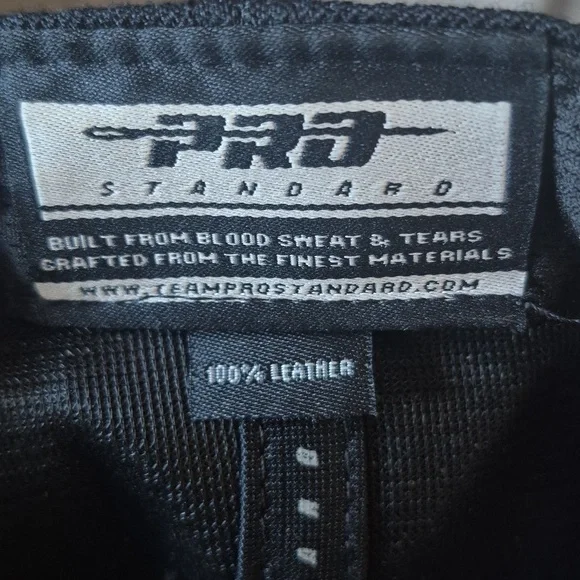 PRO
STANDARD
BUILT FROM BLOOD SWEAT & TEARS
CRAFTED FROM THE FINEST MATERIALS
WWW.TEAMPROSTANDARD.COM
100% LEATHER